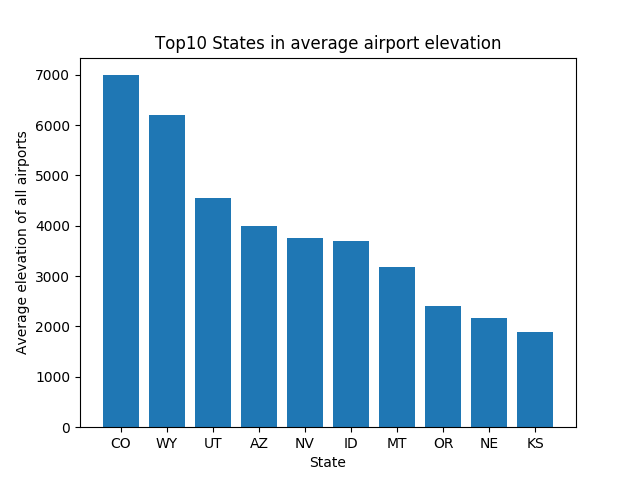 Top10 States in average airport elevation
Average elevation of all airports
7000
6000
5000
4000
3000
2000
1000
0
CO WY UT AZ NV ID MT OR NE KS
State